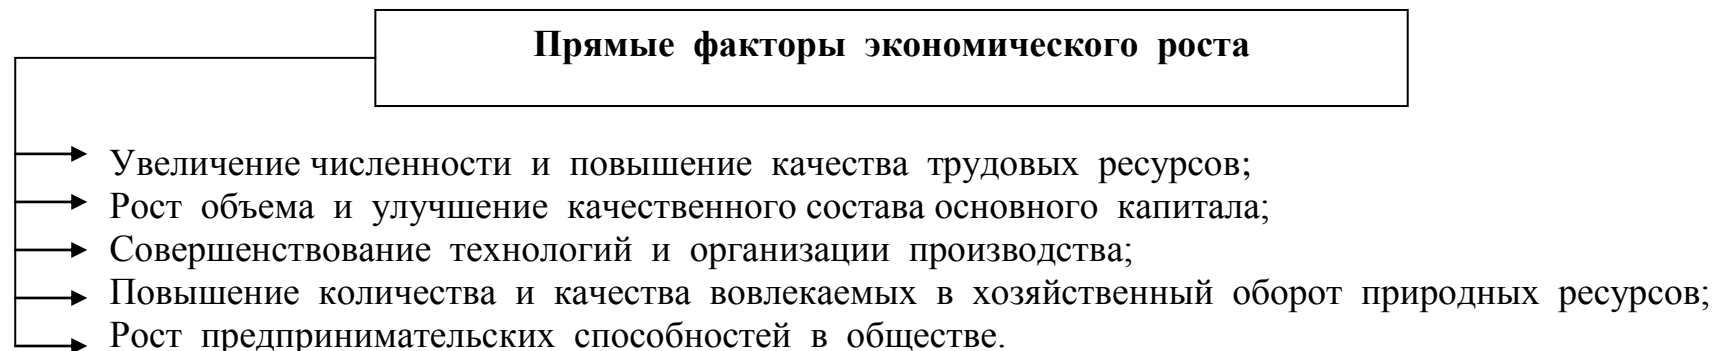 Прямые факторы экономического роста
Увеличение численности и повышение качества трудовых ресурсов;
Рост объема и улучшение качественного состава основного капитала;
Совершенствование технологий и организации производства;
Повышение количества и качества вовлекаемых в хозяйственный оборот природных ресурсов;
Рост предпринимательских способностей в обществе.